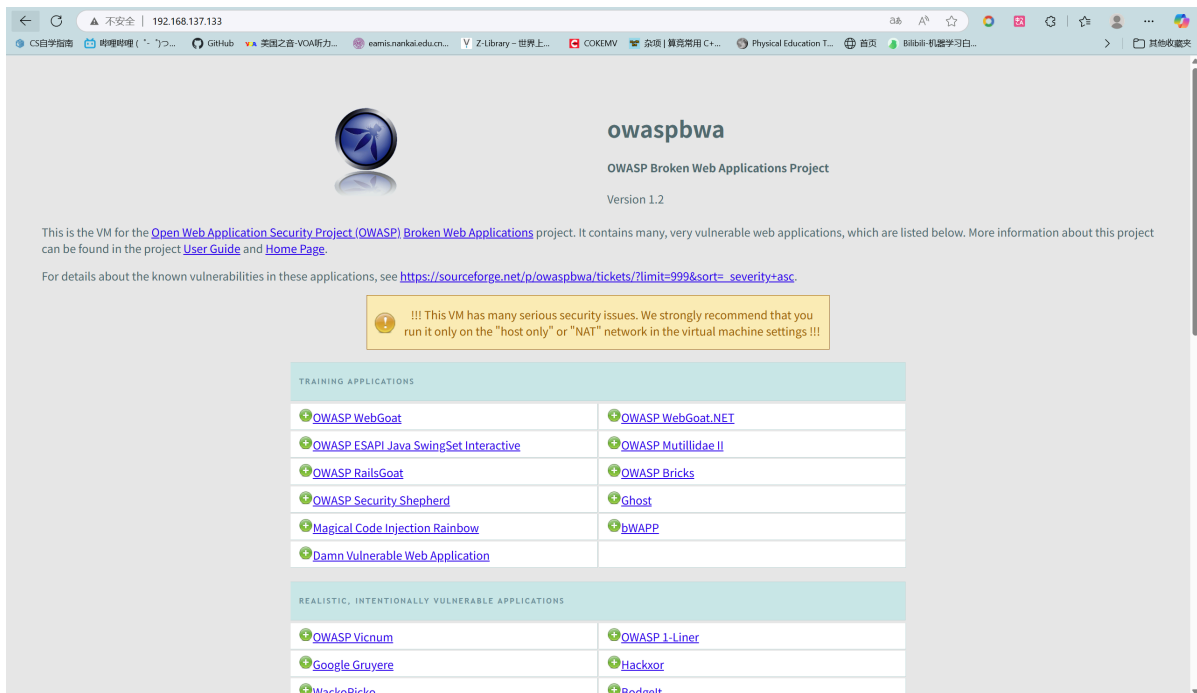 不安全 | 192.168.137.133
CS自学指南 哔哩哔哩 (゜-゜)つ... GitHub VA 美国之音-VOA听力... eamis.nankai.edu.cn... Z-Library – 世界上... COKEMV 杂项 | 算竞常用 C+... Physical Education T... 首页 Bilibili-机器学习白... 其他收藏夹
owaspbwa
OWASP Broken Web Applications Project
Version 1.2
This is the VM for the Open Web Application Security Project (OWASP) Broken Web Applications project. It contains many, very vulnerable web applications, which are listed below. More information about this project
can be found in the project User Guide and Home Page.
For details about the known vulnerabilities in these applications, see https://sourceforge.net/p/owaspbwa/tickets/?limit=999&sort=_severity+asc.
!!! This VM has many serious security issues. We strongly recommend that you
run it only on the "host only" or "NAT" network in the virtual machine settings !!!
TRAINING APPLICATIONS
OWASP WebGoat OWASP WebGoat.NET
OWASP ESAPI Java SwingSet Interactive OWASP Mutillidae II
OWASP RailsGoat OWASP Bricks
OWASP Security Shepherd Ghost
Magical Code Injection Rainbow bWAPP
Damn Vulnerable Web Application
REALISTIC, INTENTIONALLY VULNERABLE APPLICATIONS
OWASP Vicnum OWASP 1-Liner
Google Gruyere Hackxor
WackoPicko BodgeIt